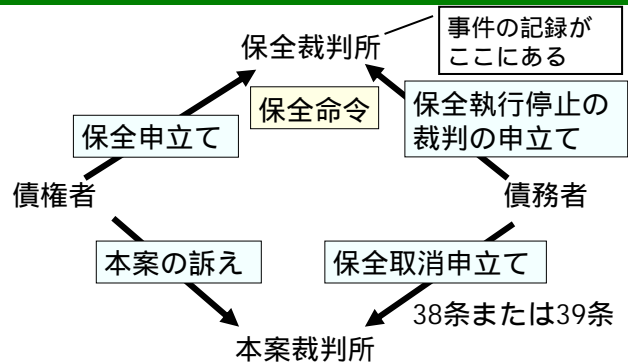 事件の記録が
ここにある
保全裁判所
保全命令
保全執行停止の
裁判の申立て
保全申立て
債権者
債務者
本案の訴え
保全取消申立て
38条または39条
本案裁判所